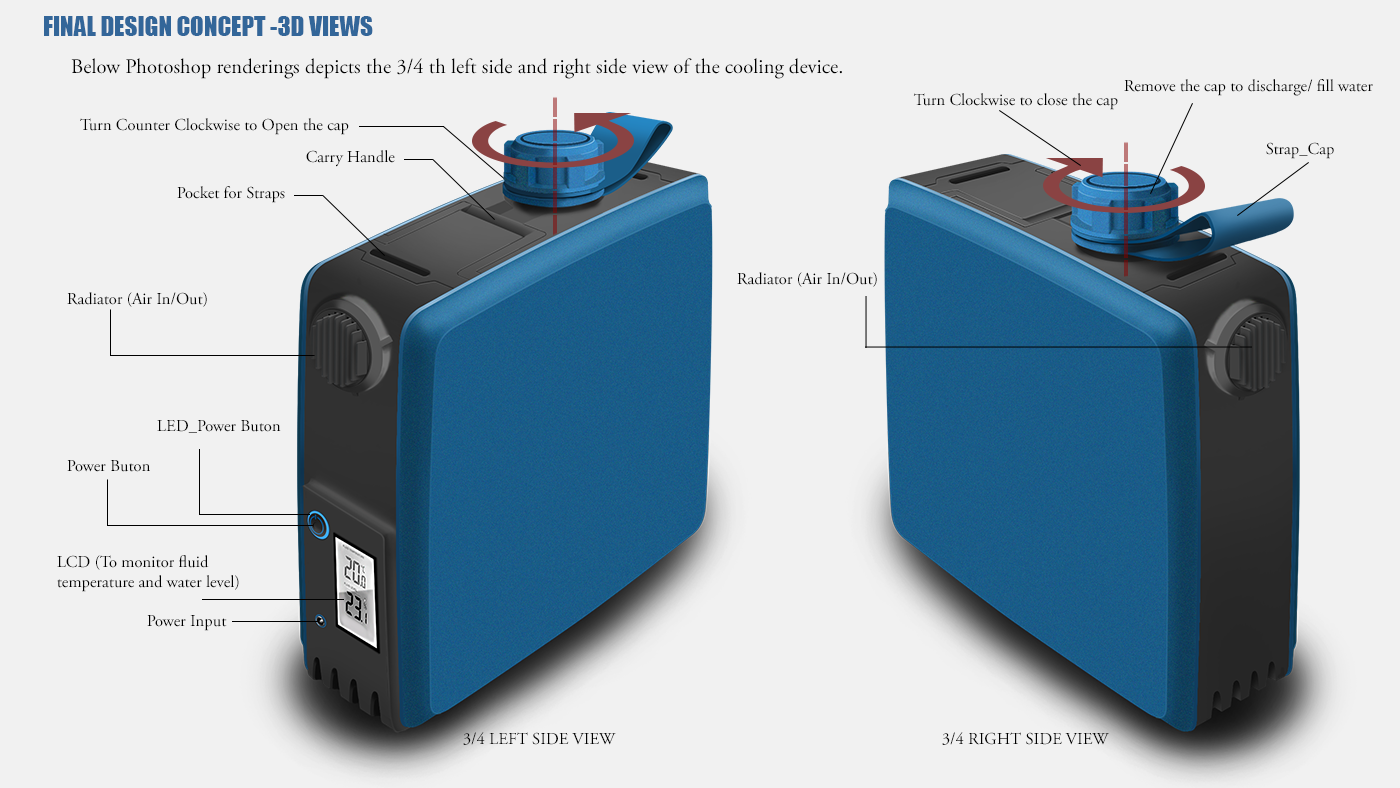 FINAL DESIGN CONCEPT -3D VIEWS
Below Photoshop renderings depicts the 3/4 th left side and right side view of the cooling device.
Turn Counter Clockwise to Open the cap
Carry Handle
Pocket for Straps
Radiator (Air In/Out)
LED_Power Buton
Power Buton
LCD (To monitor fluid
temperature and water level)
Power Input
20.0
23.1
3/4 LEFT SIDE VIEW
Remove the cap to discharge/ fill water
Turn Clockwise to close the cap
Strap_Cap
Radiator (Air In/Out)
3/4 RIGHT SIDE VIEW